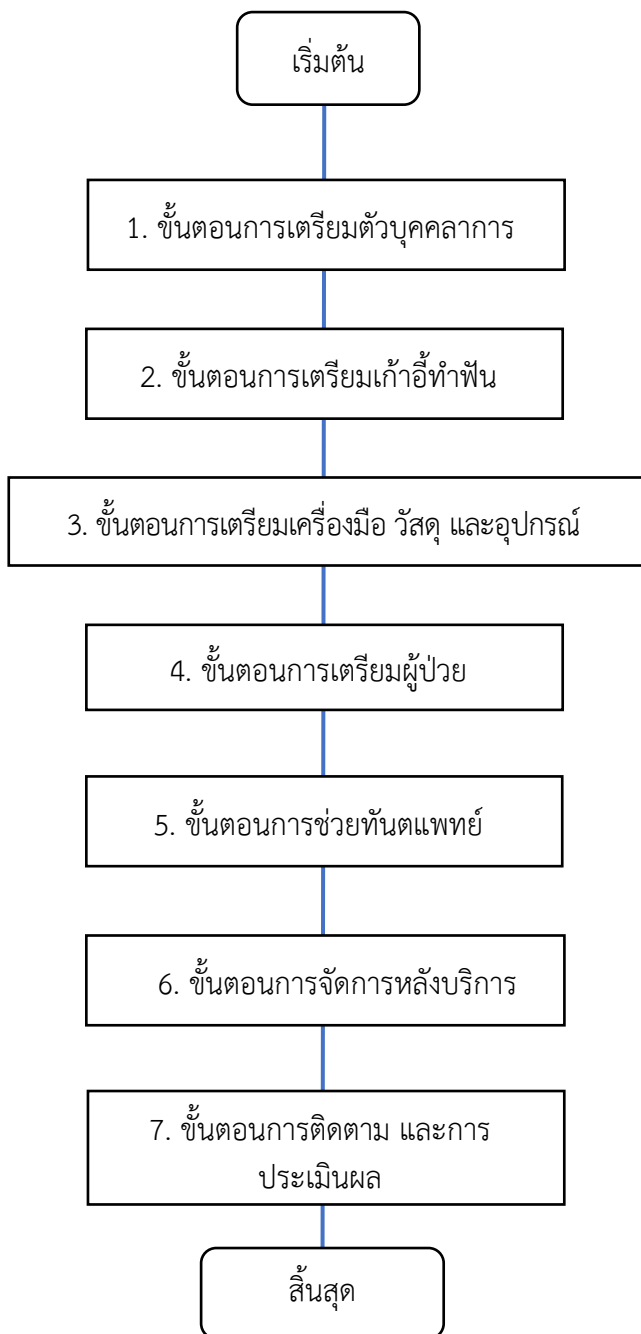 เริ่มต้น
1. ขั้นตอนการเตรียมตัวบุคคลาการ
2. ขั้นตอนการเตรียมเก้าอี้ทำฟัน
3. ขั้นตอนการเตรียมเครื่องมือ วัสดุ และอุปกรณ์
4. ขั้นตอนการเตรียมผู้ป่วย
5. ขั้นตอนการช่วยทันตแพทย์
6. ขั้นตอนการจัดการหลังบริการ
7. ขั้นตอนการติดตาม และการ
ประเมินผล
สิ้นสุด